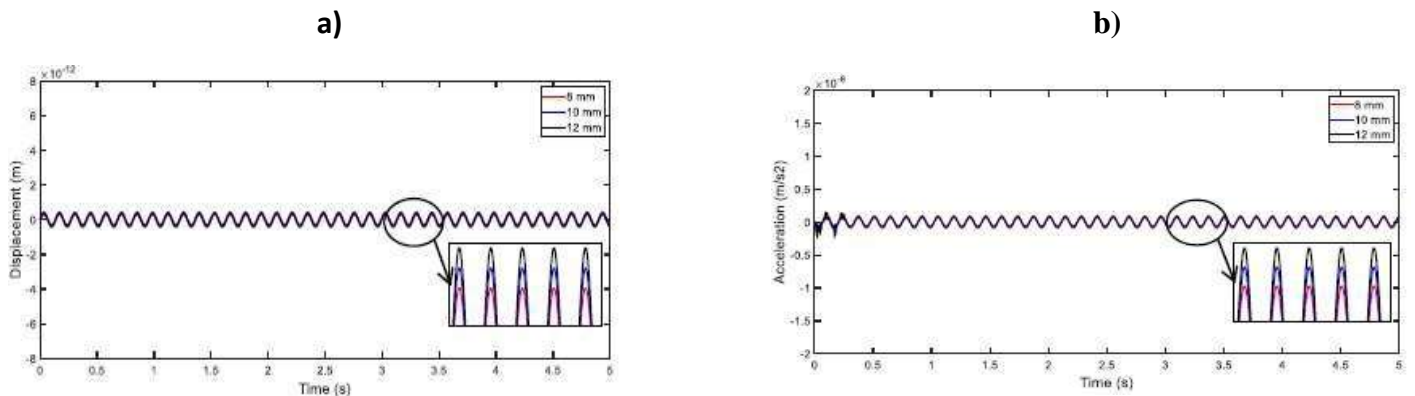 a)
×10-12
8
6
4
2
0
-2
-4
-6
-8
Displacement (m)
0 0.5 1 1.5 2 2.5 3 3.5 4 4.5 5
Time (s)
8 mm
10 mm
12 mm
b)
2
1.5
1
0.5
0
-0.5
-1
-1.5
-2
Acceleration (m/s2)
0 0.5 1 1.5 2 2.5 3 3.5 4 4.5 5
Time (s)
8 mm
10 mm
12 mm